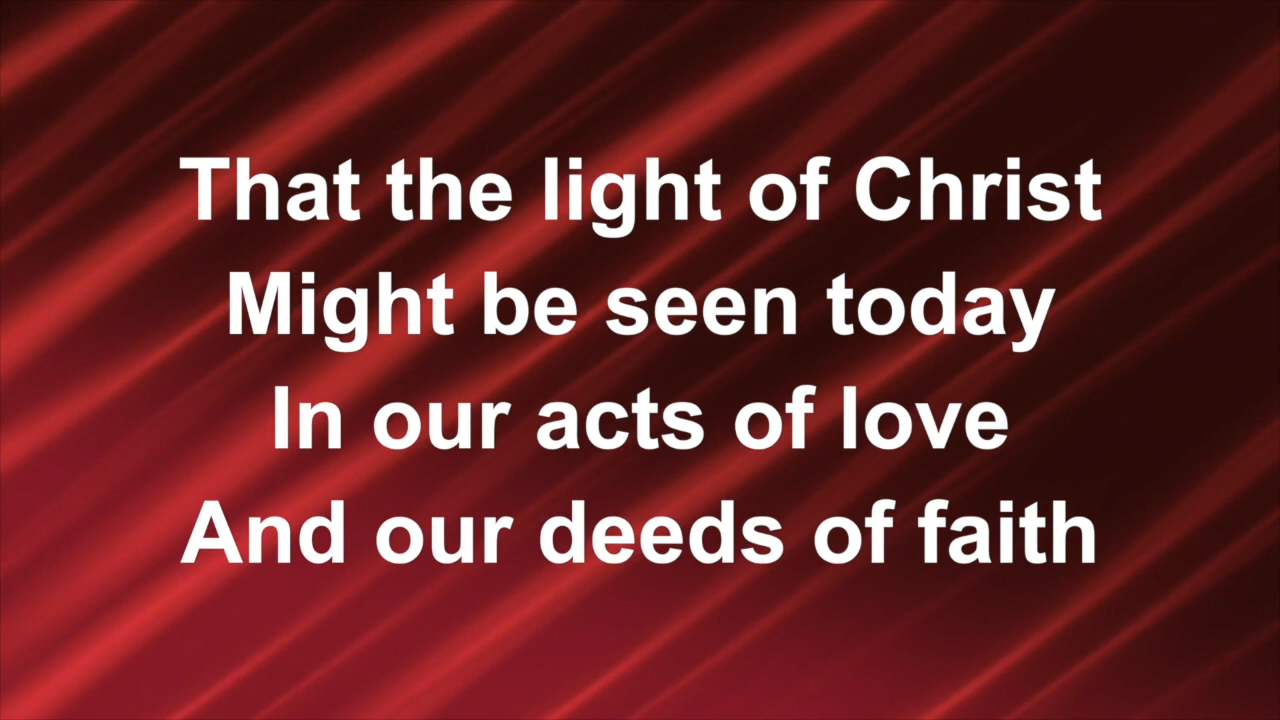 That the light of Christ
Might be seen today
In our acts of love
And our deeds of faith